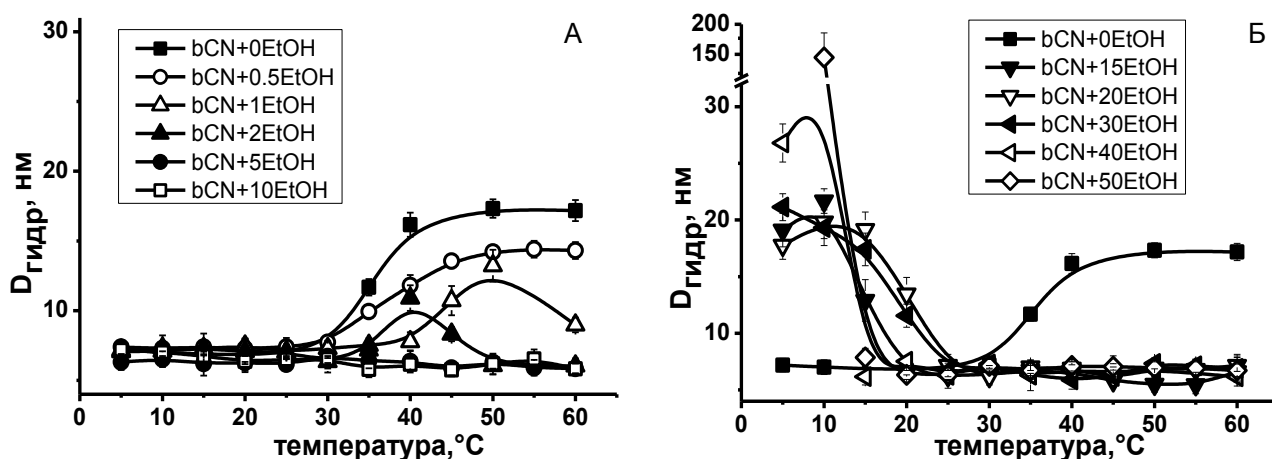 А
bCN+0EtOH
bCN+0.5EtOH
bCN+1EtOH
bCN+2EtOH
bCN+5EtOH
bCN+10EtOH
30
20
10
Dгидр, нм
0 10 20 30 40 50 60
температура,°C
Б
bCN+0EtOH
bCN+15EtOH
bCN+20EtOH
bCN+30EtOH
bCN+40EtOH
bCN+50EtOH
200
150
100
30
20
10
Dгидр, нм
0 10 20 30 40 50 60
температура,°C